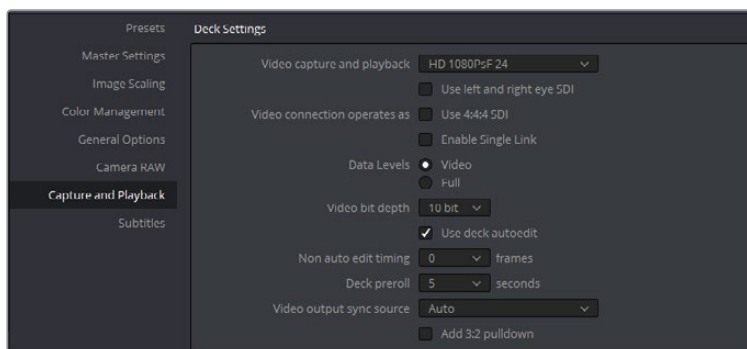 Presets
Master Settings
Image Scaling
Color Management
General Options
Camera RAW
Capture and Playback
Subtitles
Deck Settings
Video capture and playback HD 1080PsF 24
Use left and right eye SDI
Video connection operates as Use 4:4:4 SDI
Enable Single Link
Data Levels Video
Full
Video bit depth 10 bit
Use deck autoedit
Non auto edit timing 0 frames
Deck preroll 5 seconds
Video output sync source Auto
Add 3:2 pulldown